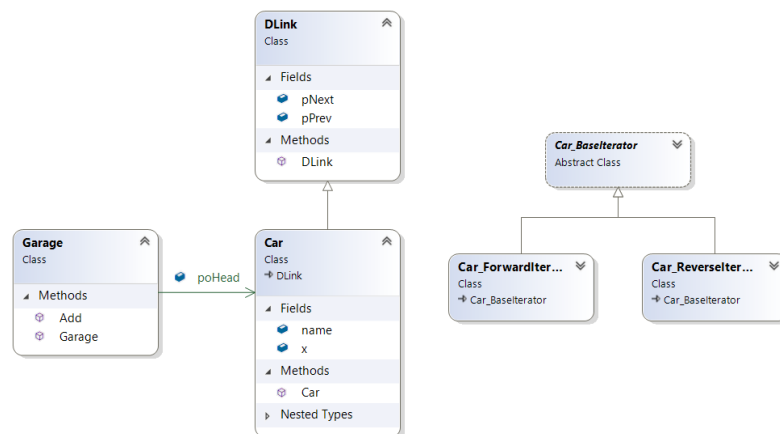 DLink
Class
Fields
pNext
pPrev
Methods
DLink
Car_BaseIterator
Abstract Class
Garage
Class
Methods
Add
Garage
poHead
Car
Class
DLink
Fields
name
x
Methods
Car
Nested Types
Car_ForwardIter...
Class
Car_BaseIterator
Car_ReverseIter...
Class
Car_BaseIterator